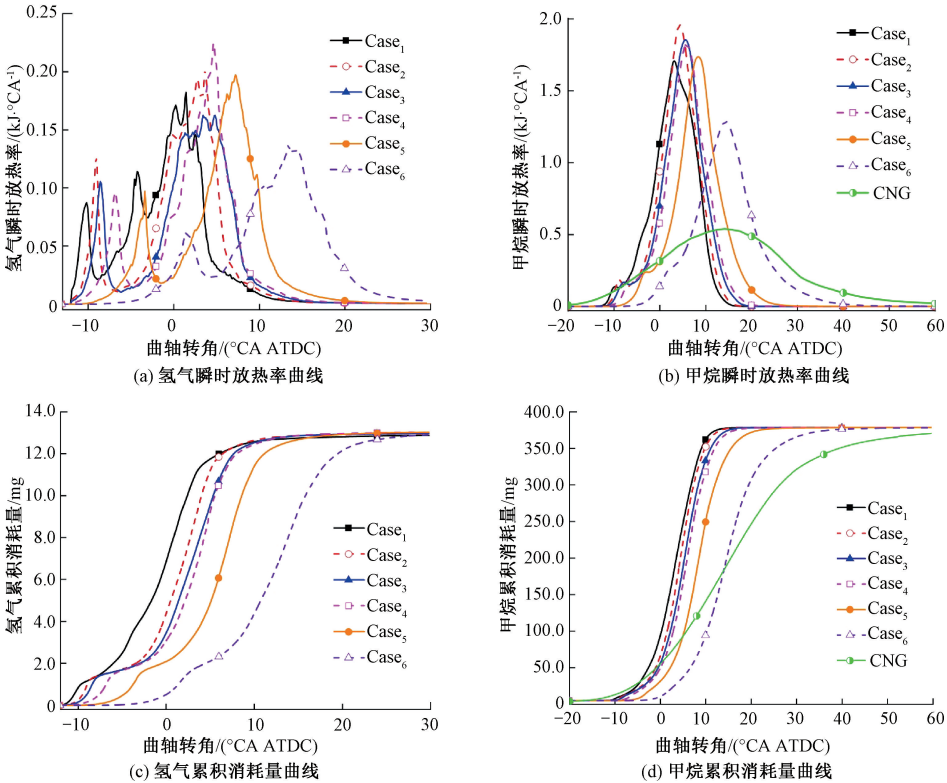 0.25
0.20
0.15
0.10
0.05
0
氢气瞬时放热率/(kJ·°CA⁻¹)
Case₁
Case₂
Case₃
Case₄
Case₅
Case₆
−10 0 10 20 30
曲轴转角/(°CA ATDC)
(a) 氢气瞬时放热率曲线
2.0
1.5
1.0
0.5
0
甲烷瞬时放热率/(kJ·°CA⁻¹)
Case₁
Case₂
Case₃
Case₄
Case₅
Case₆
CNG
−20 −10 0 10 20 30 40 50 60
曲轴转角/(°CA ATDC)
(b) 甲烷瞬时放热率曲线
14.0
12.0
10.0
8.0
6.0
4.0
2.0
0
氢气累积消耗量/mg
Case₁
Case₂
Case₃
Case₄
Case₅
Case₆
−10 0 10 20 30
曲轴转角/(°CA ATDC)
(c) 氢气累积消耗量曲线
400.0
350.0
300.0
250.0
200.0
150.0
100.0
50.0
0
甲烷累积消耗量/mg
Case₁
Case₂
Case₃
Case₄
Case₅
Case₆
CNG
−20 −10 0 10 20 30 40 50 60
曲轴转角/(°CA ATDC)
(d) 甲烷累积消耗量曲线